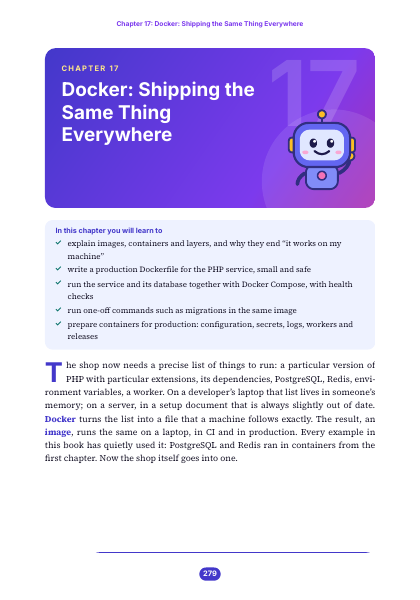 Chapter 17: Docker: Shipping the Same Thing Everywhere
17
CHAPTER 17
Docker: Shipping the
Same Thing
Everywhere
In this chapter you will learn to
✓ explain images, containers and layers, and why they end “it works on my
machine”
✓ write a production Dockerfile for the PHP service, small and safe
✓ run the service and its database together with Docker Compose, with health
checks
✓ run one-off commands such as migrations in the same image
✓ prepare containers for production: configuration, secrets, logs, workers and
releases
The shop now needs a precise list of things to run: a particular version of
PHP with particular extensions, its dependencies, PostgreSQL, Redis, envi-
ronment variables, a worker. On a developer’s laptop that list lives in someone’s
memory; on a server, in a setup document that is always slightly out of date.
Docker turns the list into a file that a machine follows exactly. The result, an
image, runs the same on a laptop, in CI and in production. Every example in
this book has quietly used it: PostgreSQL and Redis ran in containers from the
first chapter. Now the shop itself goes into one.
279